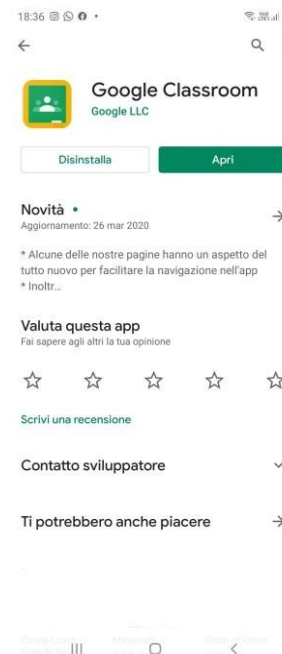 18:36
Google Classroom
Google LLC
Disinstalla
Apri
Novità •
Aggiornamento: 26 mar 2020
* Alcune delle nostre pagine hanno un aspetto del
tutto nuovo per facilitare la navigazione nell'app
* Inoltr…
Valuta questa app
Fai sapere agli altri la tua opinione
Scrivi una recensione
Contatto sviluppatore
Ti potrebbero anche piacere